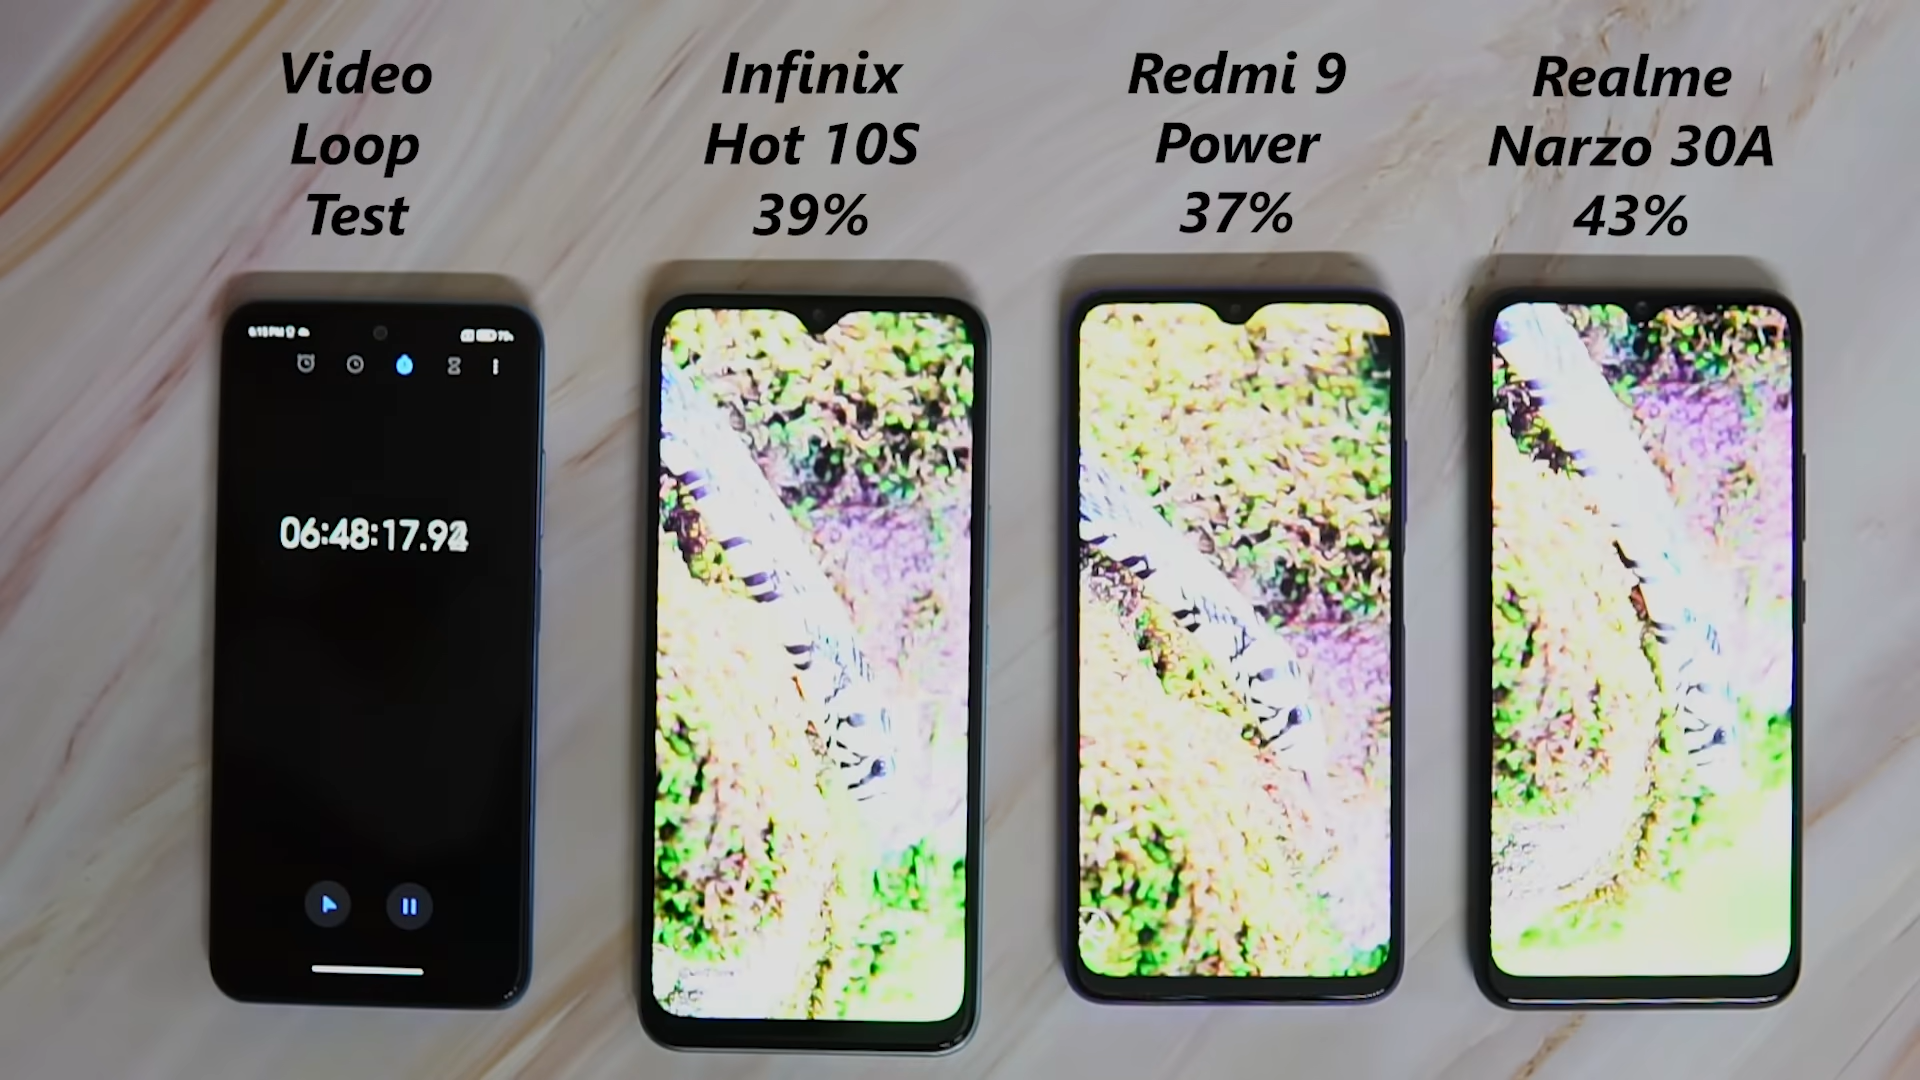 Video
Loop
Test
Infinix
Hot 10S
39%
Redmi 9
Power
37%
Realme
Narzo 30A
43%
06:48:17.92